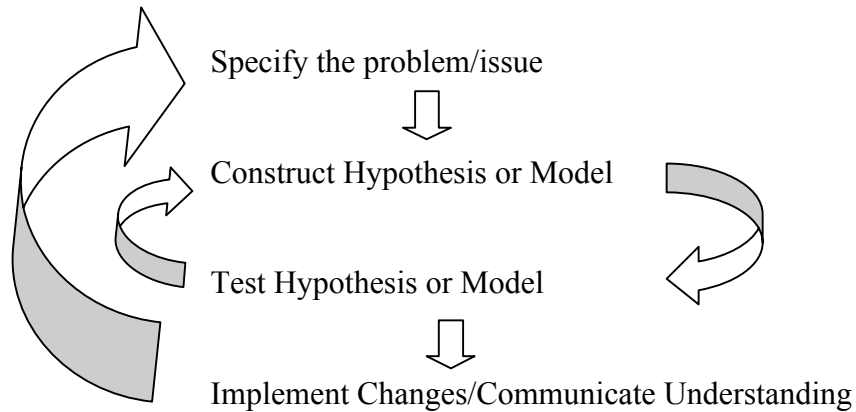 Specify the problem/issue
Construct Hypothesis or Model
Test Hypothesis or Model
Implement Changes/Communicate Understanding